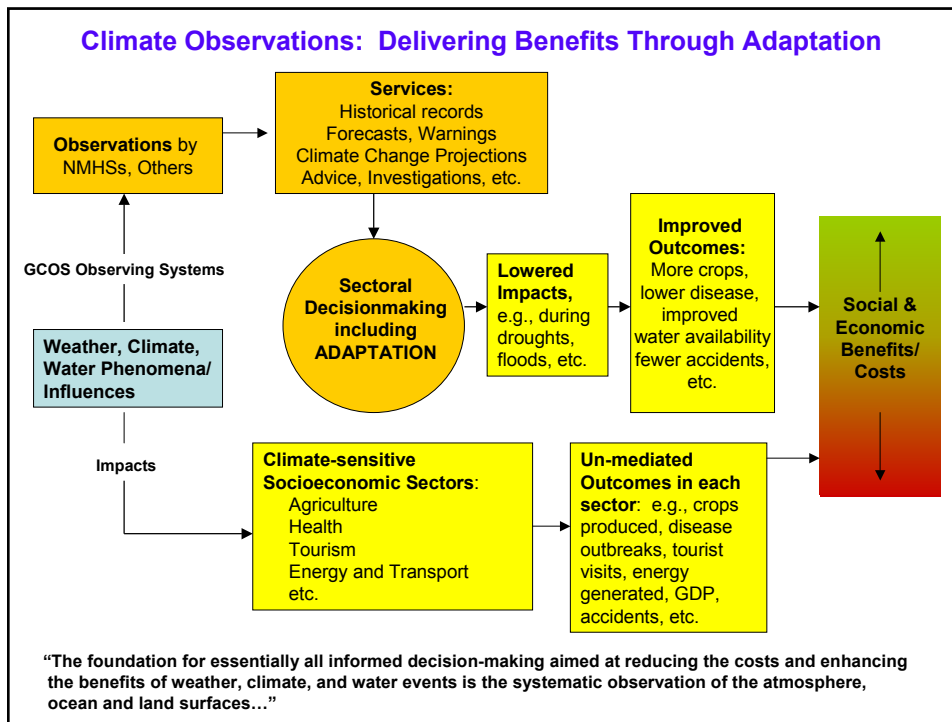 Climate Observations: Delivering Benefits Through Adaptation
Services:
Historical records
Forecasts, Warnings
Climate Change Projections
Advice, Investigations, etc.
Observations by
NMHSs, Others
GCOS Observing Systems
Weather, Climate,
Water Phenomena/
Influences
Impacts
Sectoral
Decisionmaking
including
ADAPTATION
Lowered
Impacts,
e.g., during
droughts,
floods, etc.
Improved
Outcomes:
More crops,
lower disease,
improved
water availability
fewer accidents,
etc.
Social &
Economic
Benefits/
Costs
Climate-sensitive
Socioeconomic Sectors:
Agriculture
Health
Tourism
Energy and Transport
etc.
Un-mediated
Outcomes in each
sector: e.g., crops
produced, disease
outbreaks, tourist
visits, energy
generated, GDP,
accidents, etc.
“The foundation for essentially all informed decision-making aimed at reducing the costs and enhancing
the benefits of weather, climate, and water events is the systematic observation of the atmosphere,
ocean and land surfaces…”